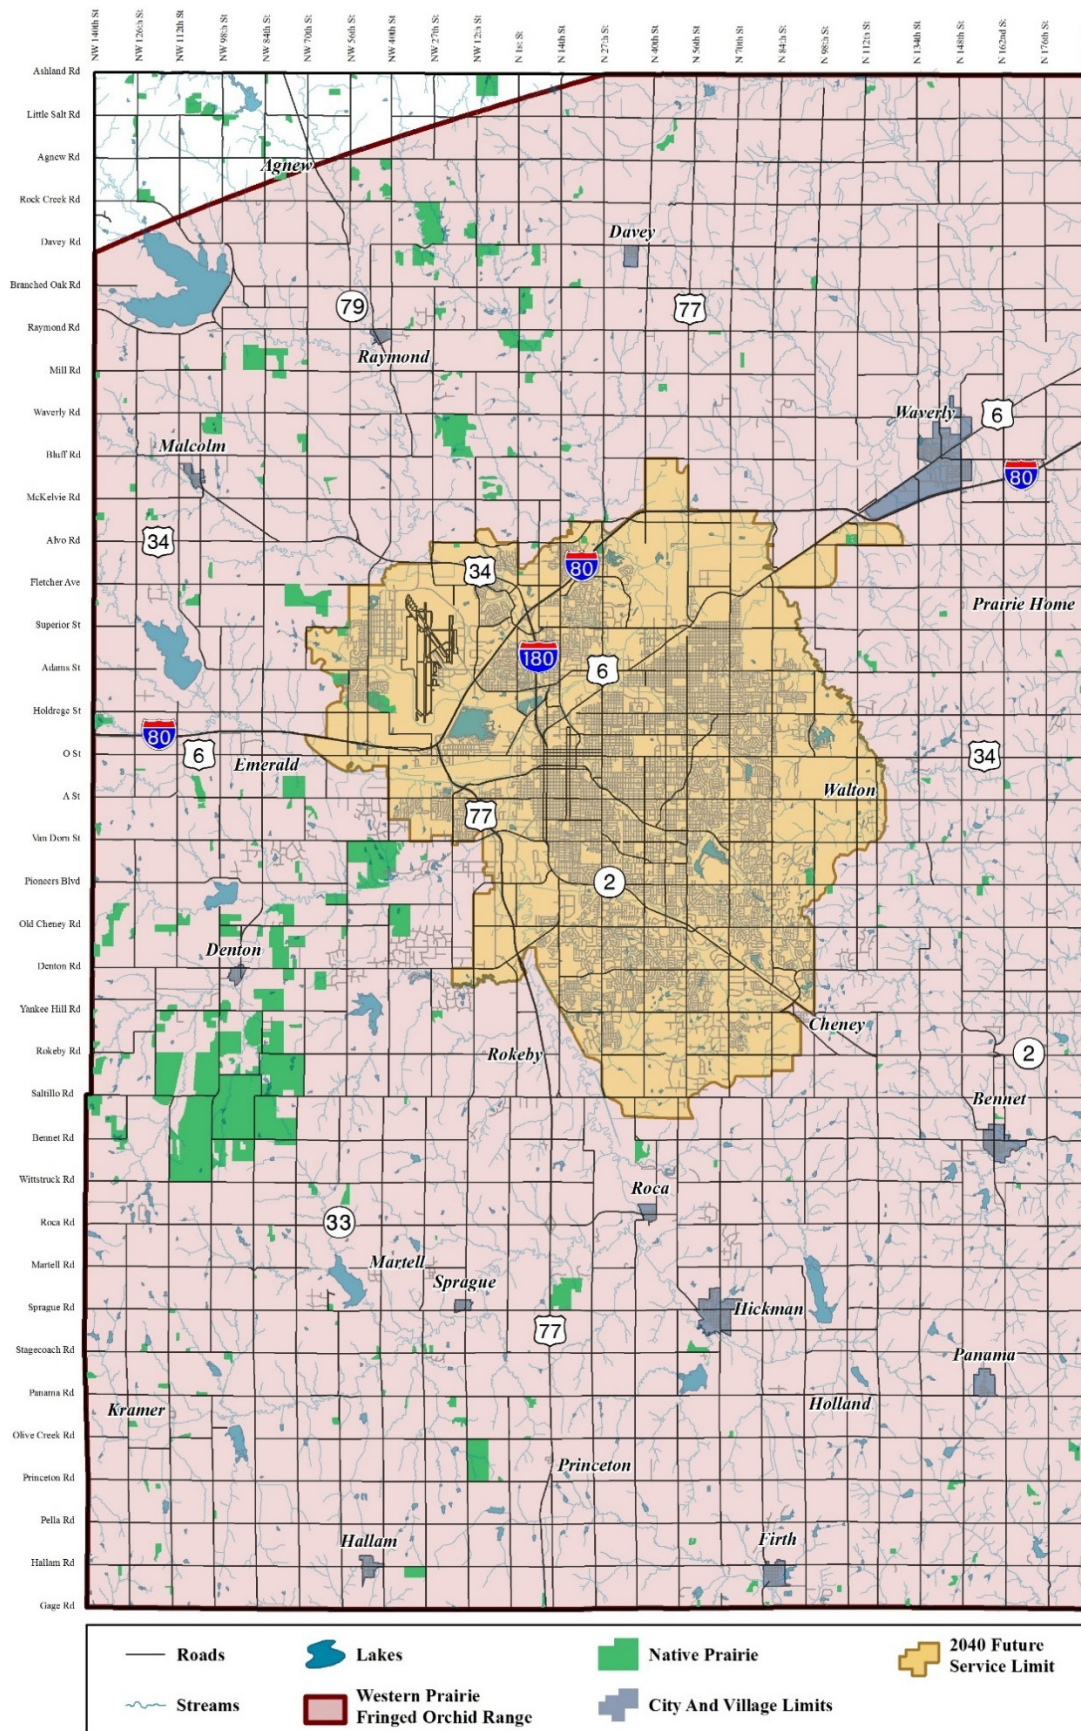 NW 140th St
NW 126th St
NW 112th St
NW 98th St
NW 84th St
NW 70th St
NW 56th St
NW 40th St
NW 27th St
NW 12th St
N 1st St
N 14th St
N 27th St
N 40th St
N 56th St
N 70th St
N 84th St
N 98th St
N 112th St
N 134th St
N 148th St
N 162nd St
N 176th St
Ashland Rd
Little Salt Rd
Agnew Rd
Agnew
Rock Creek Rd
Davey
Davey Rd
Branched Oak Rd
79
77
Raymond Rd
Raymond
Mill Rd
Waverly Rd
Waverly
6
Malcolm
Bluff Rd
80
McKelvie Rd
34
Alvo Rd
34
80
Fletcher Ave
Prairie Home
Superior St
180
6
Adams St
Holdrege St
80
6
O St
Emerald
34
A St
Walton
77
Van Dorn St
Pioneers Blvd
2
Old Cheney Rd
Denton
Denton Rd
Yankee Hill Rd
Cheney
Rokeby Rd
Rokeby
2
Saltillo Rd
Bennet
Bennet Rd
Wittstruck Rd
Roca
Roca Rd
33
Martell Rd
Martell
Sprague
Sprague Rd
Hickman
77
Stagecoach Rd
Panama
Panama Rd
Kramer
Holland
Olive Creek Rd
Princeton Rd
Princeton
Pella Rd
Hallam
Firth
Hallam Rd
Gage Rd
Roads
Lakes
Native Prairie
2040 Future
Service Limit
Streams
Western Prairie
Fringed Orchid Range
City And Village Limits